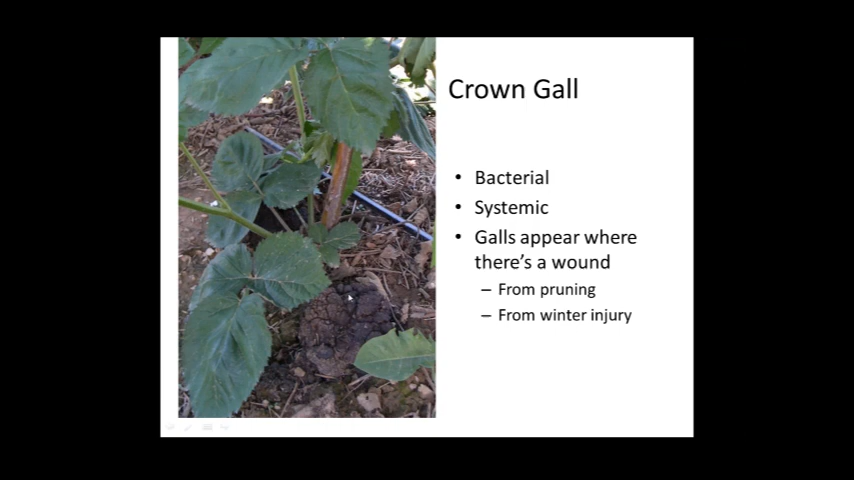 Crown Gall
• Bacterial
• Systemic
• Galls appear where
there's a wound
– From pruning
– From winter injury